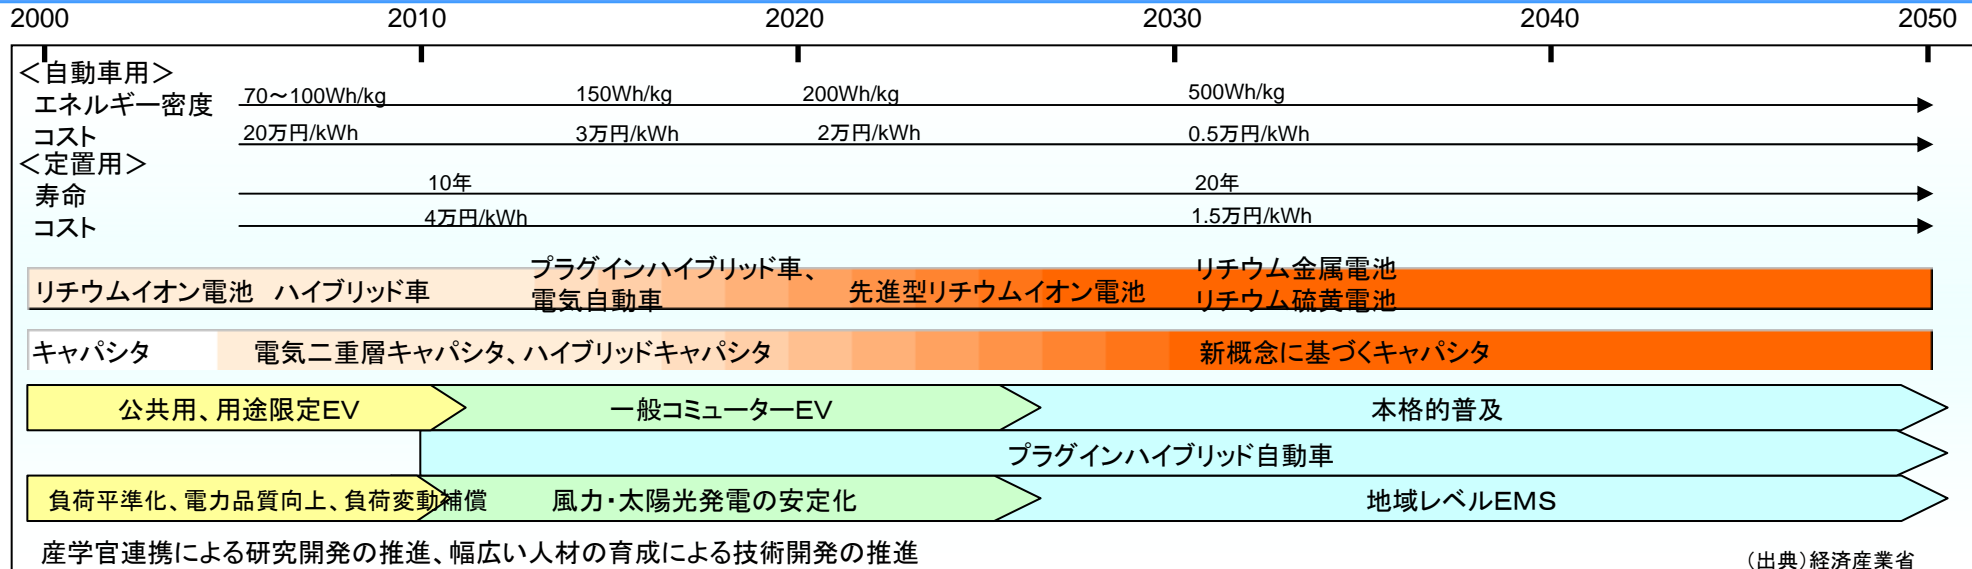 2000 2010 2020 2030 2040 2050
＜自動車用＞
エネルギー密度 70～100Wh/kg 150Wh/kg 200Wh/kg 500Wh/kg
コスト 20万円/kWh 3万円/kWh 2万円/kWh 0.5万円/kWh
＜定置用＞
寿命 10年 20年
コスト 4万円/kWh 1.5万円/kWh
リチウムイオン電池 ハイブリッド車
プラグインハイブリッド車、
電気自動車
先進型リチウムイオン電池
リチウム金属電池
リチウム硫黄電池
キャパシタ 電気二重層キャパシタ、ハイブリッドキャパシタ 新概念に基づくキャパシタ
公共用、用途限定EV 一般コミューターEV 本格的普及
プラグインハイブリッド自動車
負荷平準化、電力品質向上、負荷変動補償 風力・太陽光発電の安定化 地域レベルEMS
産学官連携による研究開発の推進、幅広い人材の育成による技術開発の推進
（出典）経済産業省